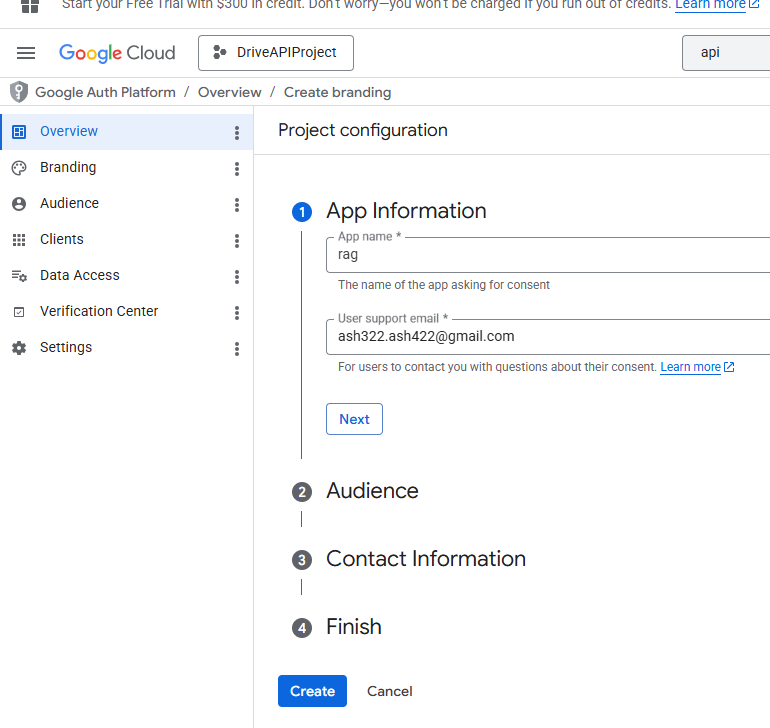 Start your Free Trial with $300 in credit. Don't worry—you won't be charged if you run out of credits. Learn more
Google Cloud
DriveAPIProject
api
Google Auth Platform / Overview / Create branding
Overview
Branding
Audience
Clients
Data Access
Verification Center
Settings
Project configuration
1 App Information
App name *
rag
The name of the app asking for consent
User support email *
ash322.ash422@gmail.com
For users to contact you with questions about their consent. Learn more
Next
2 Audience
3 Contact Information
4 Finish
Create Cancel